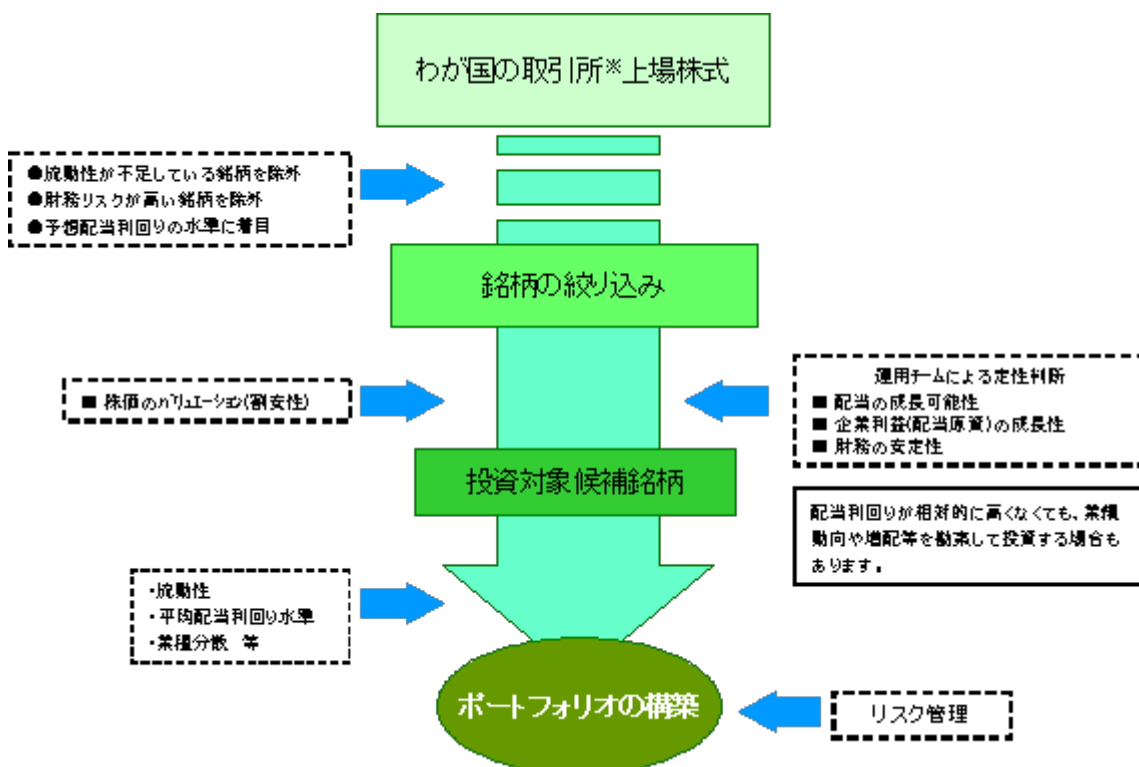 わが国の取引所※上場株式
●流動性が不足している銘柄を除外
●財務リスクが高い銘柄を除外
●予想配当利回りの水準に着目
銘柄の絞り込み
■ 株価のバリュエーション(割安性)
運用チームによる定性判断
■ 配当の成長可能性
■ 企業利益(配当原資)の成長性
■ 財務の安定性
投資対象候補銘柄
配当利回りが相対的に高くなくても、業績
動向や増配等を勘案して投資する場合も
あります。
・流動性
・平均配当利回り水準
・業種分散 等
ポートフォリオの構築
リスク管理